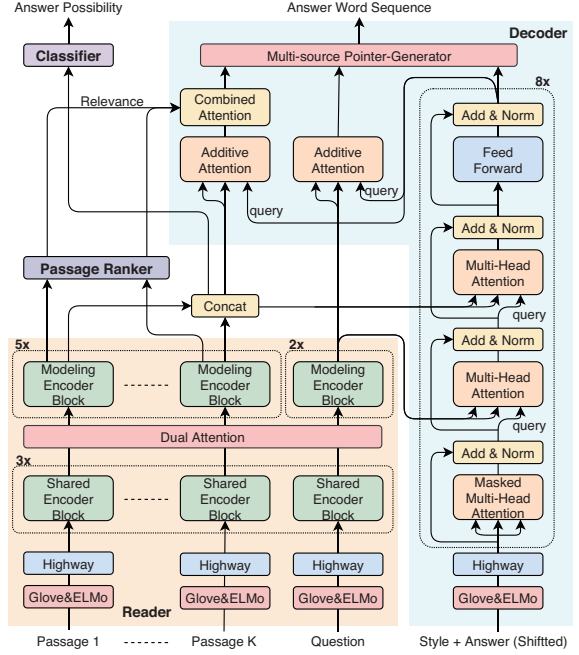 Answer Possibility
Answer Word Sequence
Decoder
Classifier
Multi-source Pointer-Generator
8x
Relevance
Combined
Attention
Add & Norm
Additive
Attention
Additive
Attention
Feed
Forward
query
query
Add & Norm
Passage Ranker
Multi-Head
Attention
Concat
query
5x
2x
Add & Norm
Modeling
Encoder
Block
-------
Modeling
Encoder
Block
Modeling
Encoder
Block
Multi-Head
Attention
query
Dual Attention
3x
Add & Norm
Shared
Encoder
Block
-------
Shared
Encoder
Block
Shared
Encoder
Block
Masked
Multi-Head
Attention
Highway
Highway
Highway
Highway
Glove&ELMo
Glove&ELMo
Glove&ELMo
Glove&ELMo
Reader
Passage 1 ------- Passage K Question Style + Answer (Shiftted)